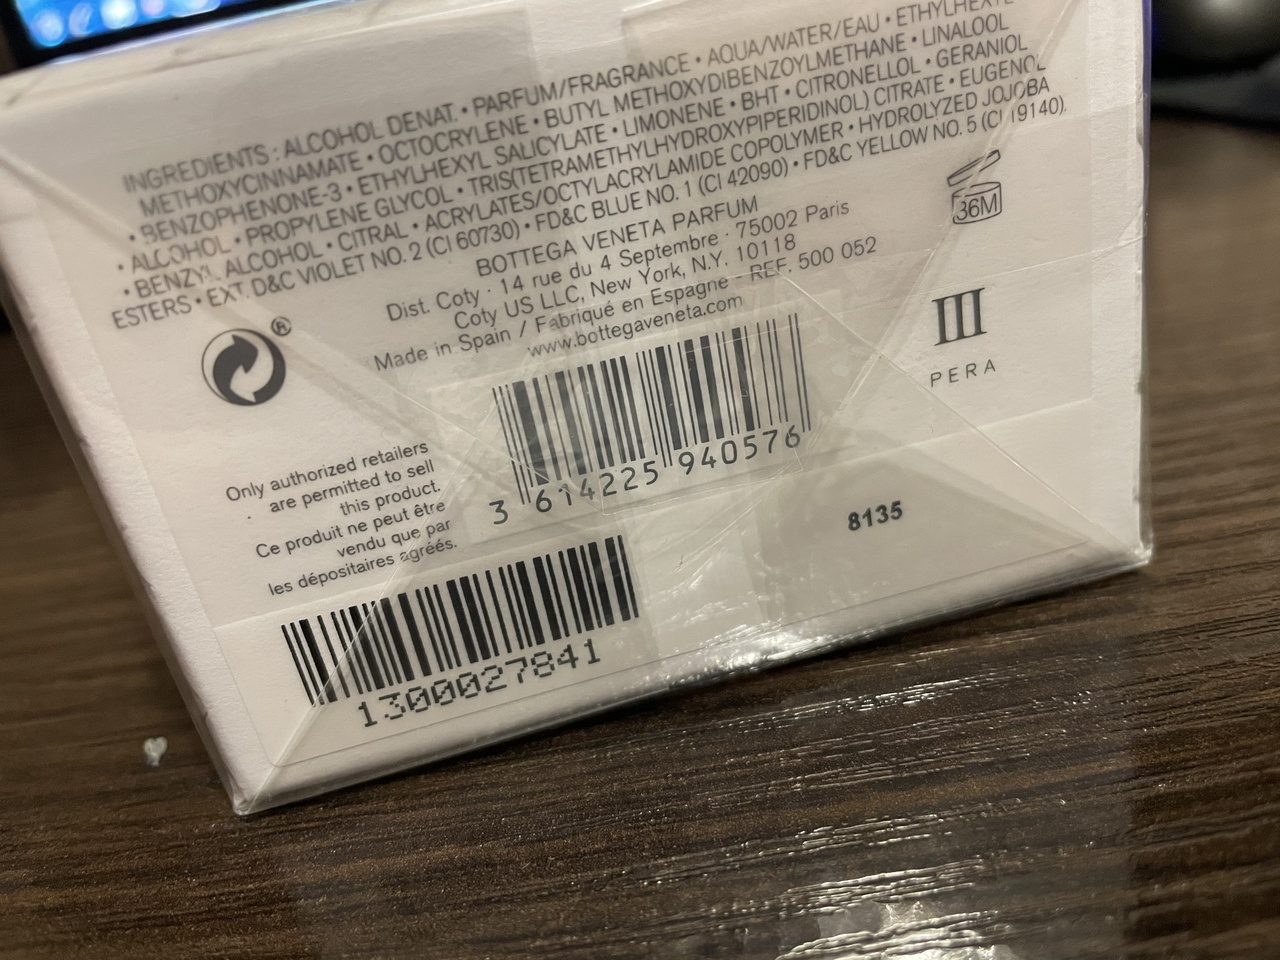 INGREDIENTS : ALCOHOL DENAT. • PARFUM/FRAGRANCE • AQUA/WATER/EAU • ETHYLHEXYL
METHOXYCINNAMATE • OCTOCRYLENE • BUTYL METHOXYDIBENZOYLMETHANE • LINALOOL
• BENZOPHENONE-3 • ETHYLHEXYL SALICYLATE • LIMONENE • BHT • CITRONELLOL • GERANIOL
• ALCOHOL • PROPYLENE GLYCOL • TRIS(TETRAMETHYLHYDROXYPIPERIDINOL) CITRATE • EUGENOL
• BENZYL ALCOHOL • CITRAL • ACRYLATES/OCTYLACRYLAMIDE COPOLYMER • HYDROLYZED JOJOBA
ESTERS • EXT. D&C VIOLET NO. 2 (CI 60730) • FD&C BLUE NO. 1 (CI 42090) • FD&C YELLOW NO. 5 (CI 19140).
BOTTEGA VENETA PARFUM
Dist. Coty · 14 rue du 4 Septembre · 75002 Paris
Coty US LLC, New York, N.Y. 10118
Made in Spain / Fabriqué en Espagne - REF. 500 052
www.bottegaveneta.com
36M
®
III
PERA
Only authorized retailers
are permitted to sell
this product.
Ce produit ne peut être
vendu que par
les dépositaires agréés.
3 614225 940576
8135
1300027841